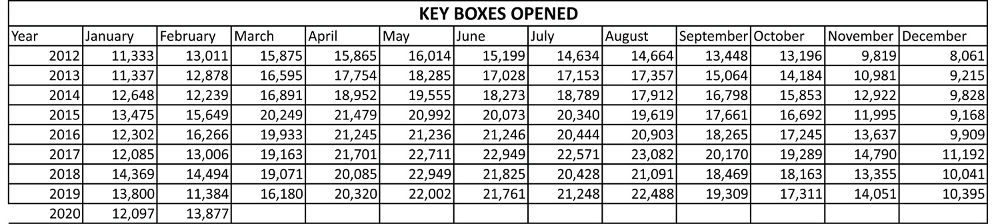 KEY BOXES OPENED
Year January February March April May June July August September October November December
2012 11,333 13,011 15,875 15,865 16,014 15,199 14,634 14,664 13,448 13,196 9,819 8,061
2013 11,337 12,878 16,595 17,754 18,285 17,028 17,153 17,357 15,064 14,184 10,981 9,215
2014 12,648 12,239 16,891 18,952 19,555 18,273 18,789 17,912 16,798 15,853 12,922 9,828
2015 13,475 15,649 20,249 21,479 20,992 20,073 20,340 19,619 17,661 16,692 11,995 9,168
2016 12,302 16,266 19,933 21,245 21,236 21,246 20,444 20,903 18,265 17,245 13,637 9,909
2017 12,085 13,006 19,163 21,701 22,711 22,949 22,571 23,082 20,170 19,289 14,790 11,192
2018 14,369 14,494 19,071 20,085 22,949 21,825 20,428 21,091 18,469 18,163 13,355 10,041
2019 13,800 11,384 16,180 20,320 22,002 21,761 21,248 22,488 19,309 17,311 14,051 10,395
2020 12,097 13,877